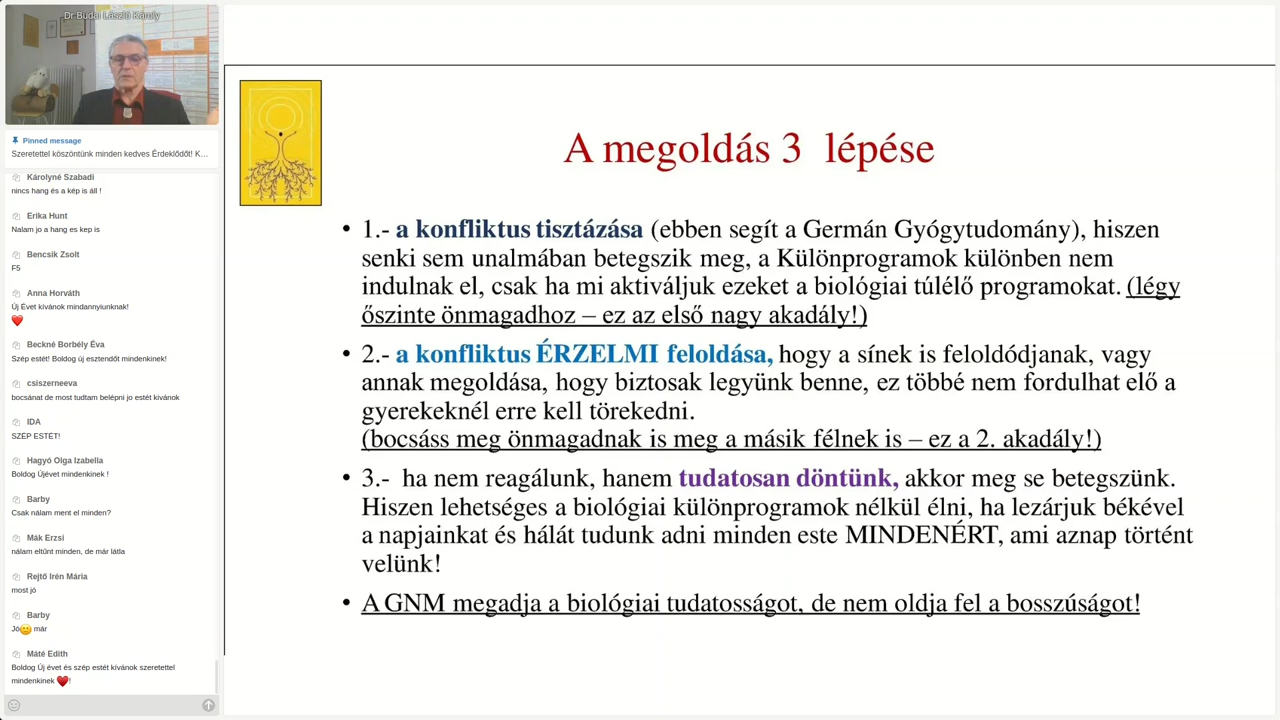 Dr Budai László Károly
Pinned message
Szeretettel köszöntünk minden kedves Érdeklődőt! K…
Károlyné Szabadi
nincs hang és a kép is áll !
Erika Hunt
Nalam jo a hang es kep is
Bencsik Zsolt
F5
Anna Horváth
Új Évet kívánok mindannyiunknak!
Beckné Borbély Éva
Szép estét! Boldog új esztendőt mindenkinek!
csiszerneeva
bocsánat de most tudtam belépni jo estét kívánok
IDA
SZÉP ESTÉT!
Hagyó Olga Izabella
Boldog Újévet mindenkinek !
Barby
Csak nálam ment el minden?
Mák Erzsi
nálam eltűnt minden, de már látla
Rejtő Irén Mária
most jó
Barby
Jó😊 már
Máté Edith
Boldog Új évet és szép estét kívánok szeretettel
mindenkinek ❤!
A megoldás 3 lépése
• 1.- a konfliktus tisztázása (ebben segít a Germán Gyógytudomány), hiszen
senki sem unalmában betegszik meg, a Különprogramok különben nem
indulnak el, csak ha mi aktiváljuk ezeket a biológiai túlélő programokat. (légy
őszinte önmagadhoz – ez az első nagy akadály!)
• 2.- a konfliktus ÉRZELMI feloldása, hogy a sínek is feloldódjanak, vagy
annak megoldása, hogy biztosak legyünk benne, ez többé nem fordulhat elő a
gyerekeknél erre kell törekedni.
(bocsáss meg önmagadnak is meg a másik félnek is – ez a 2. akadály!)
• 3.- ha nem reagálunk, hanem tudatosan döntünk, akkor meg se betegszünk.
Hiszen lehetséges a biológiai különprogramok nélkül élni, ha lezárjuk békével
a napjainkat és hálát tudunk adni minden este MINDENÉRT, ami aznap történt
velünk!
• A GNM megadja a biológiai tudatosságot, de nem oldja fel a bosszúságot!